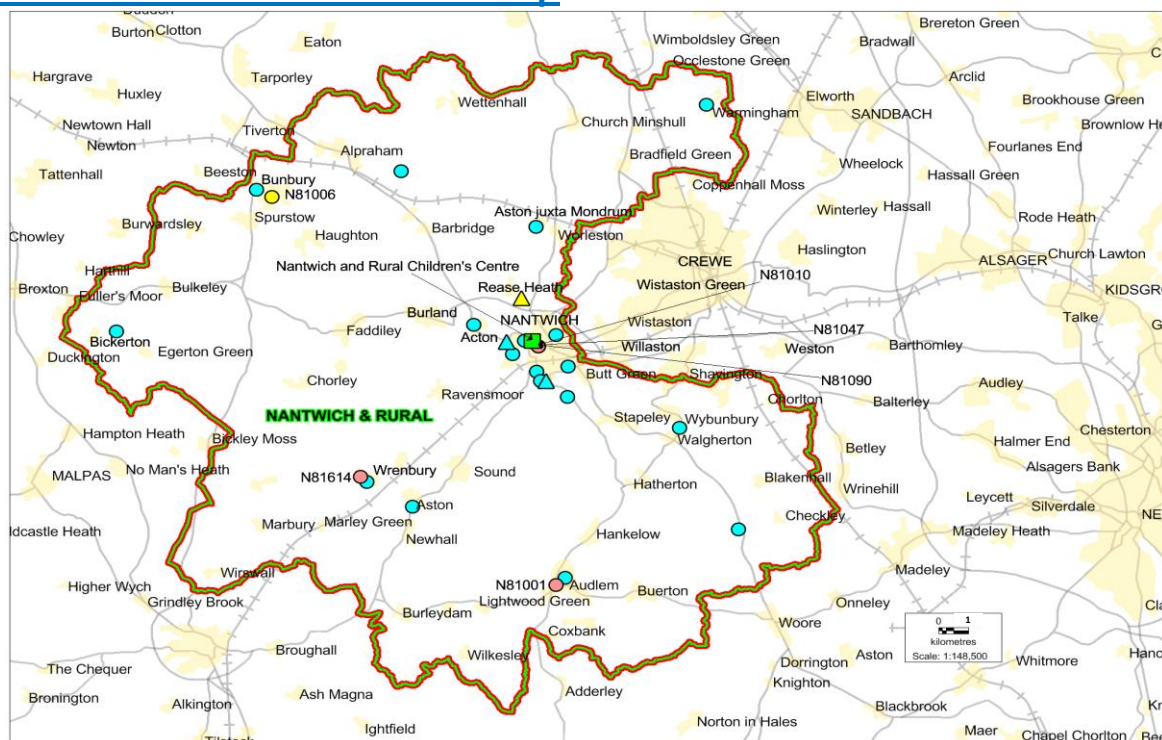 Duddon
Brereton Green
Burton
Clotton
Eaton
Wimboldsley Green
Bradwall
Occlestone Green
Hargrave
Tarporley
Arclid
Huxley
Wettenhall
Elworth
Brookhouse Green
Warmingham
SANDBACH
Newtown Hall
Tiverton
Church Minshull
Brownlow He
Newton
Alpraham
Bradfield Green
Fourlanes End
Beeston
Wheelock
Tattenhall
Bunbury
Coppenhall Moss
Hassall Green
N81006
Spurstow
Aston juxta Mondrum
Winterley
Hassall
Rode Heath
Burwardsley
Barbridge
Chowley
Haughton
Worleston
Haslington
CREWE
ALSAGER
Church Lawton
Harthill
Nantwich and Rural Children's Centre
N81010
Broxton
Bulkeley
Rease Heath
Wistaston Green
KIDSGR
Fuller's Moor
Burland
NANTWICH
Wistaston
Talke
Bickerton
Faddiley
Acton
N81047
Duckington
Egerton Green
Willaston
Weston
Barthomley
Chorley
Butt Green
Shavington
N81090
Audley
Ravensmoor
Chorlton
Balterley
NANTWICH & RURAL
Stapeley
Wybunbury
Chesterton
Hampton Heath
Bickley Moss
Walgherton
Betley
Halmer End
No Man's Heath
Wrenbury
Sound
Alsagers Bank
MALPAS
N81614
Hatherton
Blakenhall
Wrinehill
Leycett
Silverdale
Aston
NE
Marbury
Marley Green
Checkley
ldcastle Heath
Newhall
Hankelow
Madeley Heath
Wirswall
Madeley
Higher Wych
N81001
Audlem
Buerton
Grindley Brook
Lightwood Green
Onneley
Burleydam
Woore
0 1
Coxbank
kilometres
Broughall
Wilkesley
Aston
Scale: 1:148,500
Whitmore
The Chequer
Dorrington
Bronington
Alkington
Ash Magna
Adderley
Knighton
Blackbrook
Ightfield
Norton in Hales
Maer
Chapel Chorlton